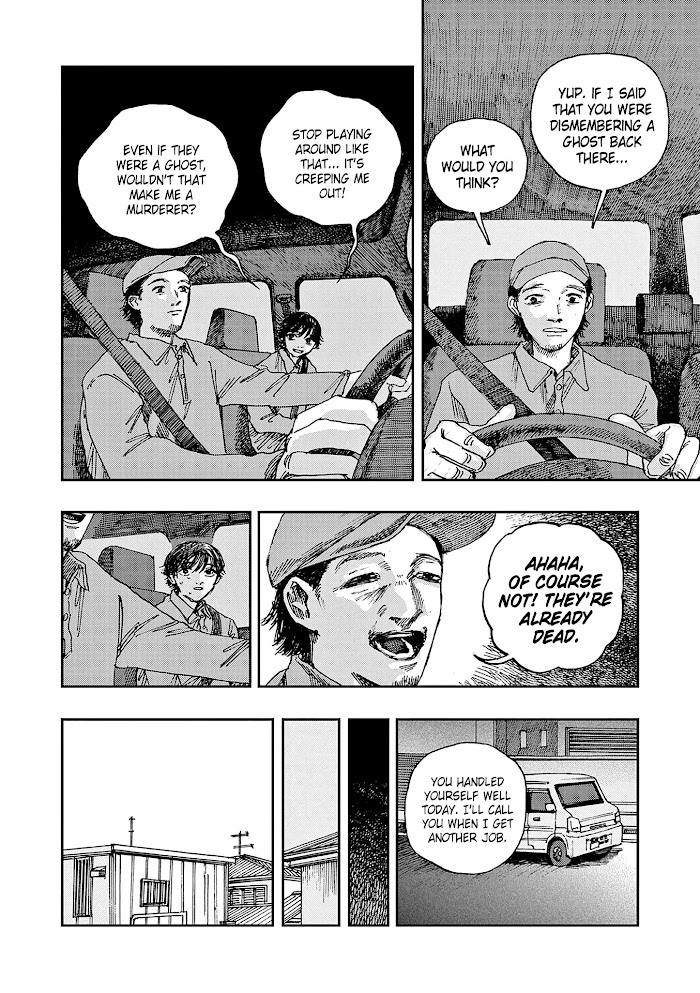 YUP. IF I SAID
THAT YOU WERE
DISMEMBERING A
GHOST BACK
THERE...
WHAT
WOULD YOU
THINK?
STOP PLAYING
AROUND LIKE
THAT... IT'S
CREEPING ME
OUT!
EVEN IF THEY
WERE A GHOST,
WOULDN'T THAT
MAKE ME A
MURDERER?
AHAHA,
OF COURSE
NOT! THEY'RE
ALREADY
DEAD.
YOU HANDLED
YOURSELF WELL
TODAY. I'LL CALL
YOU WHEN I GET
ANOTHER JOB.